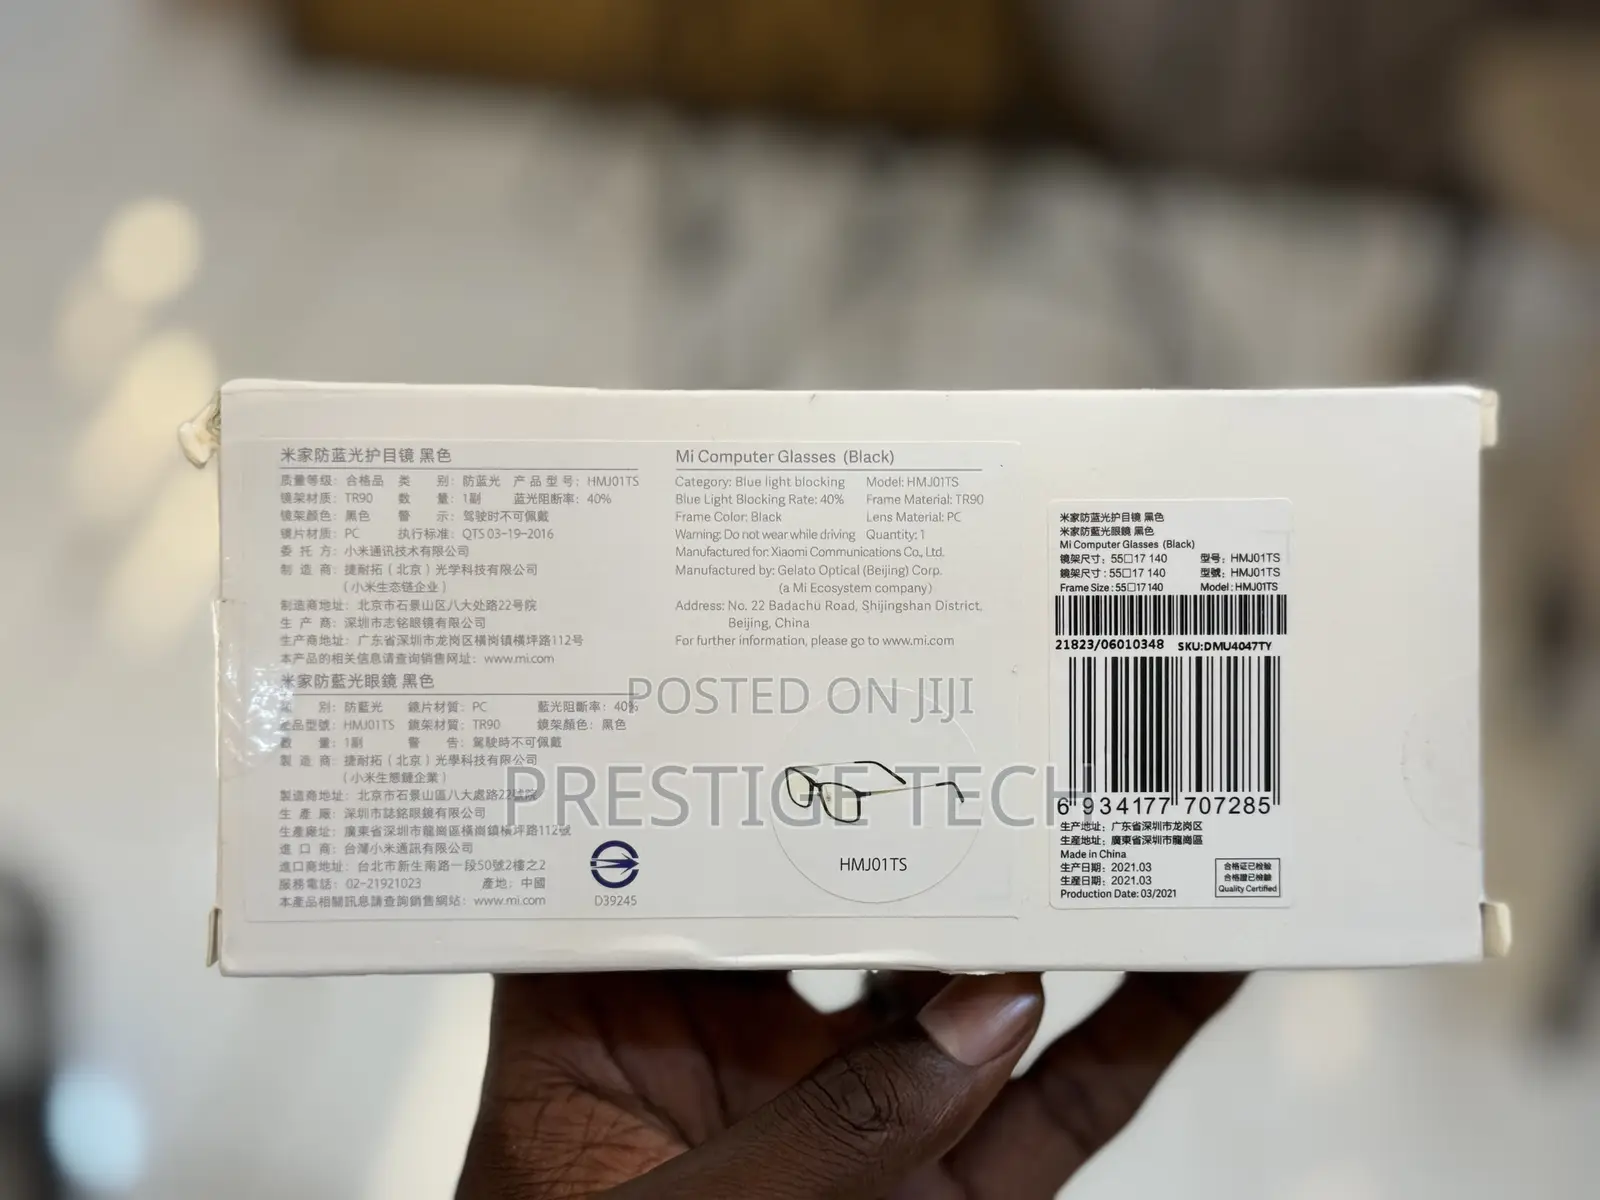 米家防蓝光护目镜 黑色
质量等级：合格品 类 别：防蓝光 产品型号：HMJ01TS
镜架材质：TR90 数 量：1副 蓝光阻断率：40%
镜架颜色：黑色 警 示：驾驶时不可佩戴
镜片材质：PC 执行标准：QTS 03-19-2016
委 托 方：小米通讯技术有限公司
制 造 商：捷耐拓（北京）光学科技有限公司
（小米生态链企业）
制造商地址：北京市石景山区八大处路22号院
生 产 商：深圳市志铭眼镜有限公司
生产商地址：广东省深圳市龙岗区横岗镇横坪路112号
本产品的相关信息请查询销售网址：www.mi.com
米家防藍光眼鏡 黑色
類 別：防藍光 鏡片材質：PC 藍光阻斷率：40%
產品型號：HMJ01TS 鏡架材質：TR90 鏡架顏色：黑色
數 量：1副 警 告：駕駛時不可佩戴
製 造 商：捷耐拓（北京）光學科技有限公司
（小米生態鏈企業）
製造商地址：北京市石景山區八大處路22號院
生 產 廠：深圳市誌銘眼鏡有限公司
生產廠址：廣東省深圳市龍崗區橫崗鎮橫坪路112號
進 口 商：台灣小米通訊有限公司
進口商地址：台北市新生南路一段50號2樓之2
服務電話：02-21921023 產地：中國
本產品相關訊息請查詢銷售網站：www.mi.com
D39245
Mi Computer Glasses (Black)
Category: Blue light blocking Model: HMJ01TS
Blue Light Blocking Rate: 40% Frame Material: TR90
Frame Color: Black Lens Material: PC
Warning: Do not wear while driving Quantity: 1
Manufactured for: Xiaomi Communications Co., Ltd.
Manufactured by: Gelato Optical (Beijing) Corp.
(a Mi Ecosystem company)
Address: No. 22 Badachu Road, Shijingshan District,
Beijing, China
For further information, please go to www.mi.com
HMJ01TS
米家防蓝光护目镜 黑色
米家防藍光眼鏡 黑色
Mi Computer Glasses (Black)
镜架尺寸：55□17 140 型号：HMJ01TS
鏡架尺寸：55□17 140 型號：HMJ01TS
Frame Size : 55□17 140 Model : HMJ01TS
21823/06010348 SKU:DMU4047TY
6 934177 707285
生产地址：广东省深圳市龙岗区
生產地址：廣東省深圳市龍崗區
Made in China
生产日期：2021.03
生產日期：2021.03
Production Date: 03/2021
合格证已检验
合格證已檢驗
Quality Certified
POSTED ON JIJI
PRESTIGE TECH